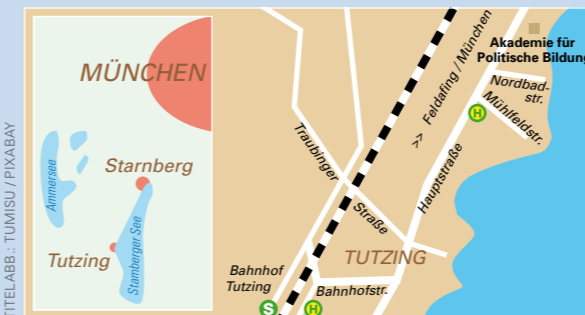 TITELABB.: TUMISU / PIXABAY
MÜNCHEN
Starnberg
Ammersee
Tutzing
Starnberger See
Akademie für
Politische Bildung
Nordbad-
str.
Mühlfeldstr.
H
>> Feldafing / München
Hauptstraße
Traubinger
Straße
TUTZING
Bahnhof
Tutzing
Bahnhofstr.
S
H